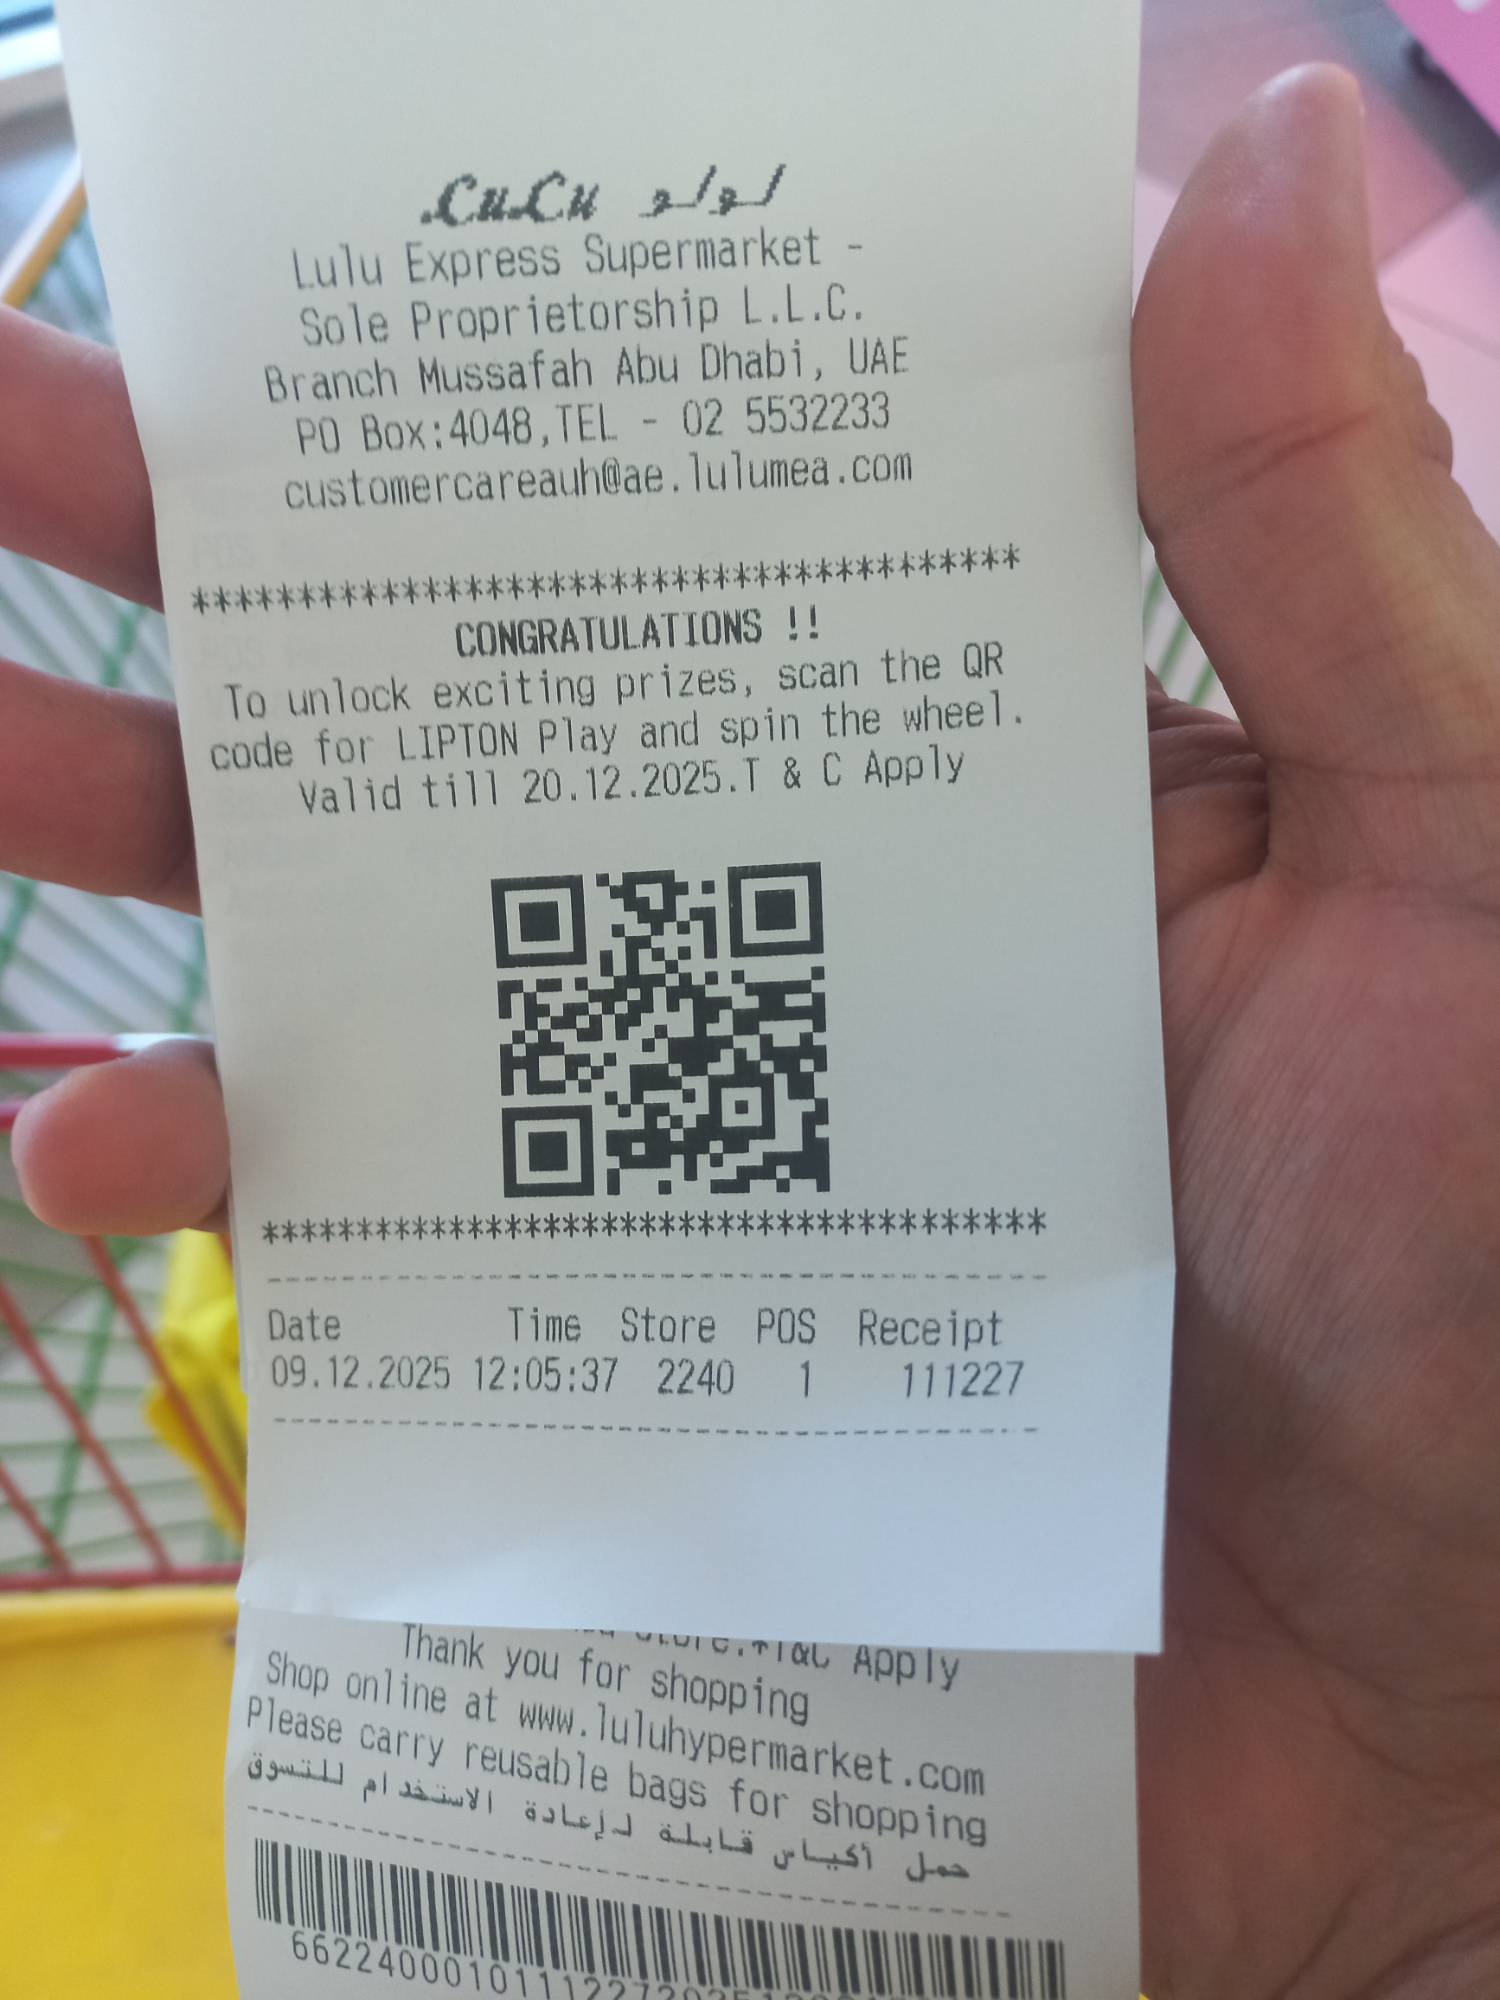 LuLu لولو
Lulu Express Supermarket -
Sole Proprietorship L.L.C.
Branch Mussafah Abu Dhabi, UAE
PO Box:4048,TEL - 02 5532233
customercareauh@ae.lulumea.com
****************************************
CONGRATULATIONS !!
To unlock exciting prizes, scan the QR
code for LIPTON Play and spin the wheel.
Valid till 20.12.2025.T & C Apply
****************************************
Date Time Store POS Receipt
09.12.2025 12:05:37 2240 1 111227
Store.*T&C Apply
Thank you for shopping
Shop online at www.luluhypermarket.com
Please carry reusable bags for shopping
حمل أكياس قابلة لإعادة الاستخدام للتسوق